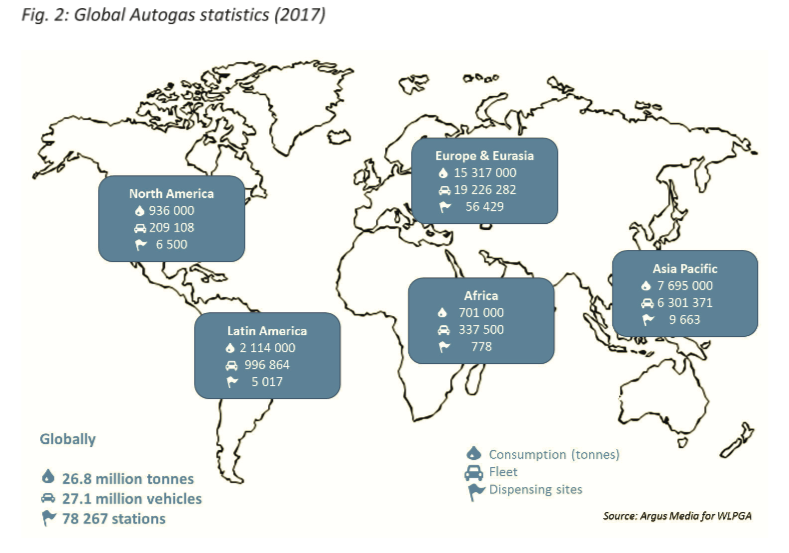 Fig. 2: Global Autogas statistics (2017)
Europe & Eurasia
15 317 000
19 226 282
56 429
North America
936 000
209 108
6 500
Asia Pacific
7 695 000
6 301 371
9 663
Africa
701 000
337 500
778
Latin America
2 114 000
996 864
5 017
Globally
26.8 million tonnes
27.1 million vehicles
78 267 stations
Consumption (tonnes)
Fleet
Dispensing sites
Source: Argus Media for WLPGA